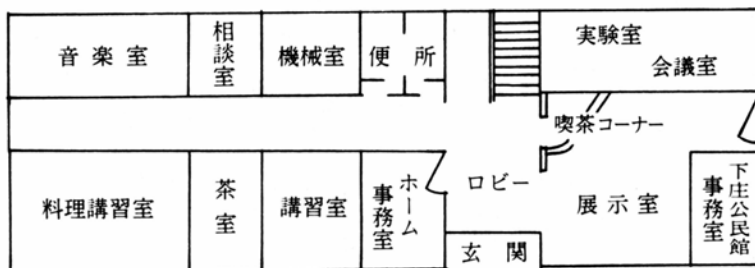 音楽室
相談室
機械室
便所
実験室
会議室
喫茶コーナー
料理講習室
茶室
講習室
ホーム
事務室
ロビー
玄関
展示室
下庄公民館
事務室